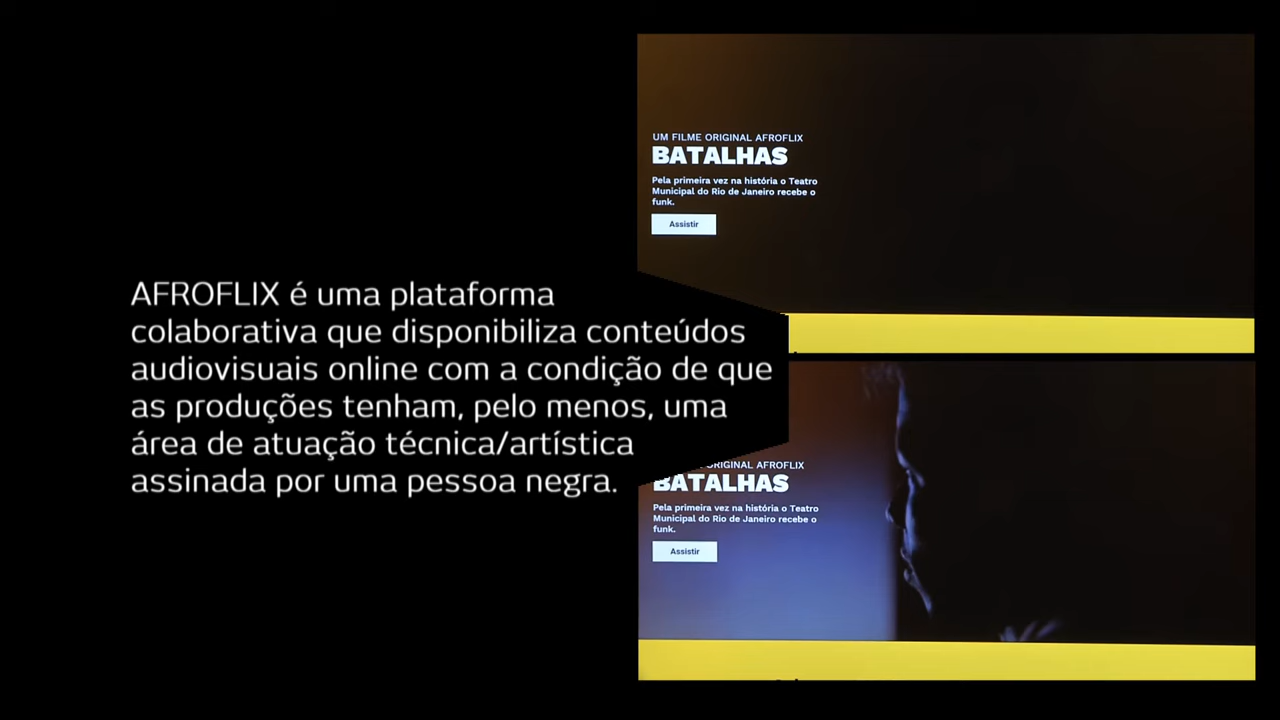 AFROFLIX é uma plataforma
colaborativa que disponibiliza conteúdos
audiovisuais online com a condição de que
as produções tenham, pelo menos, uma
área de atuação técnica/artística
assinada por uma pessoa negra.
UM FILME ORIGINAL AFROFLIX
BATALHAS
Pela primeira vez na história o Teatro
Municipal do Rio de Janeiro recebe o
funk.
Assistir
ORIGINAL AFROFLIX
BATALHAS
Pela primeira vez na história o Teatro
Municipal do Rio de Janeiro recebe o
funk.
Assistir